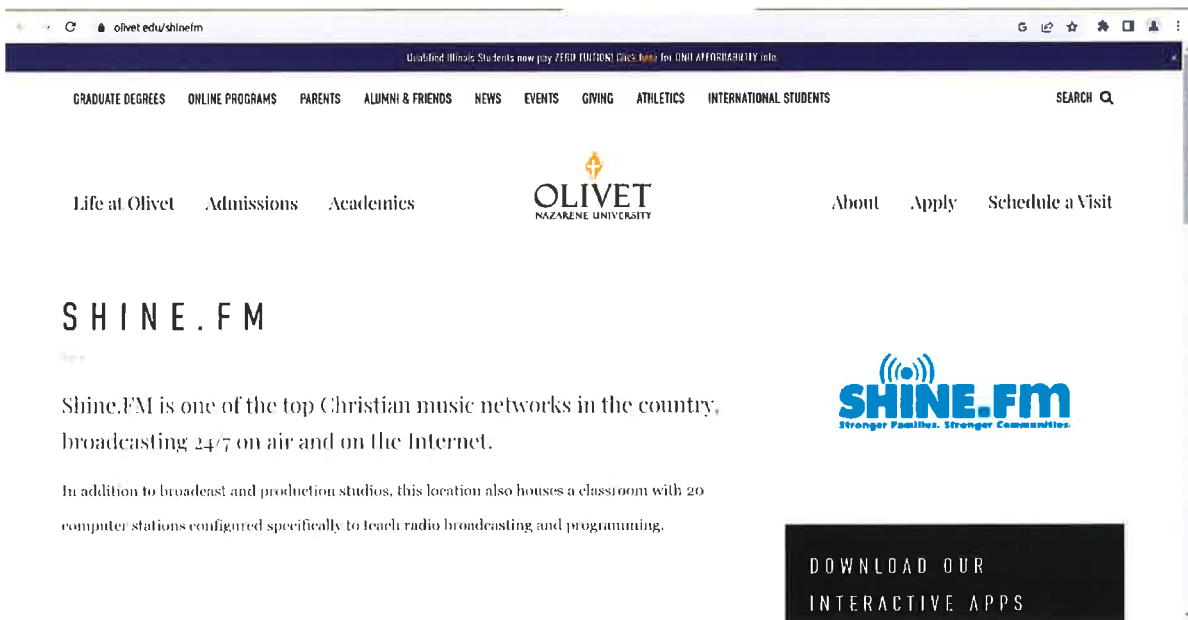 olivet.edu/shinefm
Qualified Illinois Students now pay ZERO TUITION! Click here for ONU AFFORDABILITY info.
GRADUATE DEGREES ONLINE PROGRAMS PARENTS ALUMNI & FRIENDS NEWS EVENTS GIVING ATHLETICS INTERNATIONAL STUDENTS SEARCH
Life at Olivet Admissions Academics OLIVET About Apply Schedule a Visit
NAZARENE UNIVERSITY
SHINE.FM
SHINE.FM
Stronger Families. Stronger Communities.
Shine.FM is one of the top Christian music networks in the country,
broadcasting 24/7 on air and on the Internet.
In addition to broadcast and production studios, this location also houses a classroom with 20
computer stations configured specifically to teach radio broadcasting and programming.
DOWNLOAD OUR
INTERACTIVE APPS